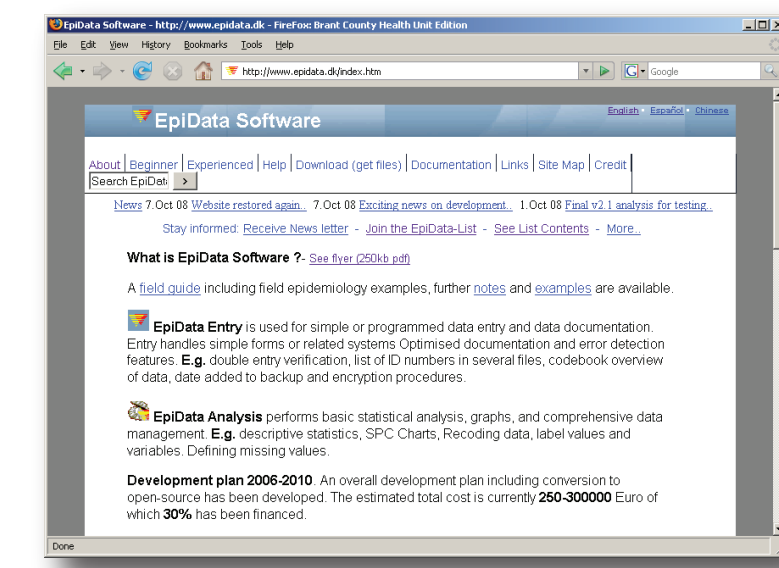 EpiData Software - http://www.epidata.dk - FireFox: Brant County Health Unit Edition
File Edit View History Bookmarks Tools Help
http://www.epidata.dk/index.htm
G Google
EpiData Software
English • Español • Chinese
About | Beginner | Experienced | Help | Download (get files) | Documentation | Links | Site Map | Credit |
Search EpiData >
News 7.Oct 08 Website restored again.. 7.Oct 08 Exciting news on development.. 1.Oct 08 Final v2.1 analysis for testing..
Stay informed: Receive News letter - Join the EpiData-List - See List Contents - More..
What is EpiData Software ?- See flyer (250kb pdf)
A field guide including field epidemiology examples, further notes and examples are available.
EpiData Entry is used for simple or programmed data entry and data documentation.
Entry handles simple forms or related systems Optimised documentation and error detection
features. E.g. double entry verification, list of ID numbers in several files, codebook overview
of data, date added to backup and encryption procedures.
EpiData Analysis performs basic statistical analysis, graphs, and comprehensive data
management. E.g. descriptive statistics, SPC Charts, Recoding data, label values and
variables. Defining missing values.
Development plan 2006-2010. An overall development plan including conversion to
open-source has been developed. The estimated total cost is currently 250-300000 Euro of
which 30% has been financed.
Done